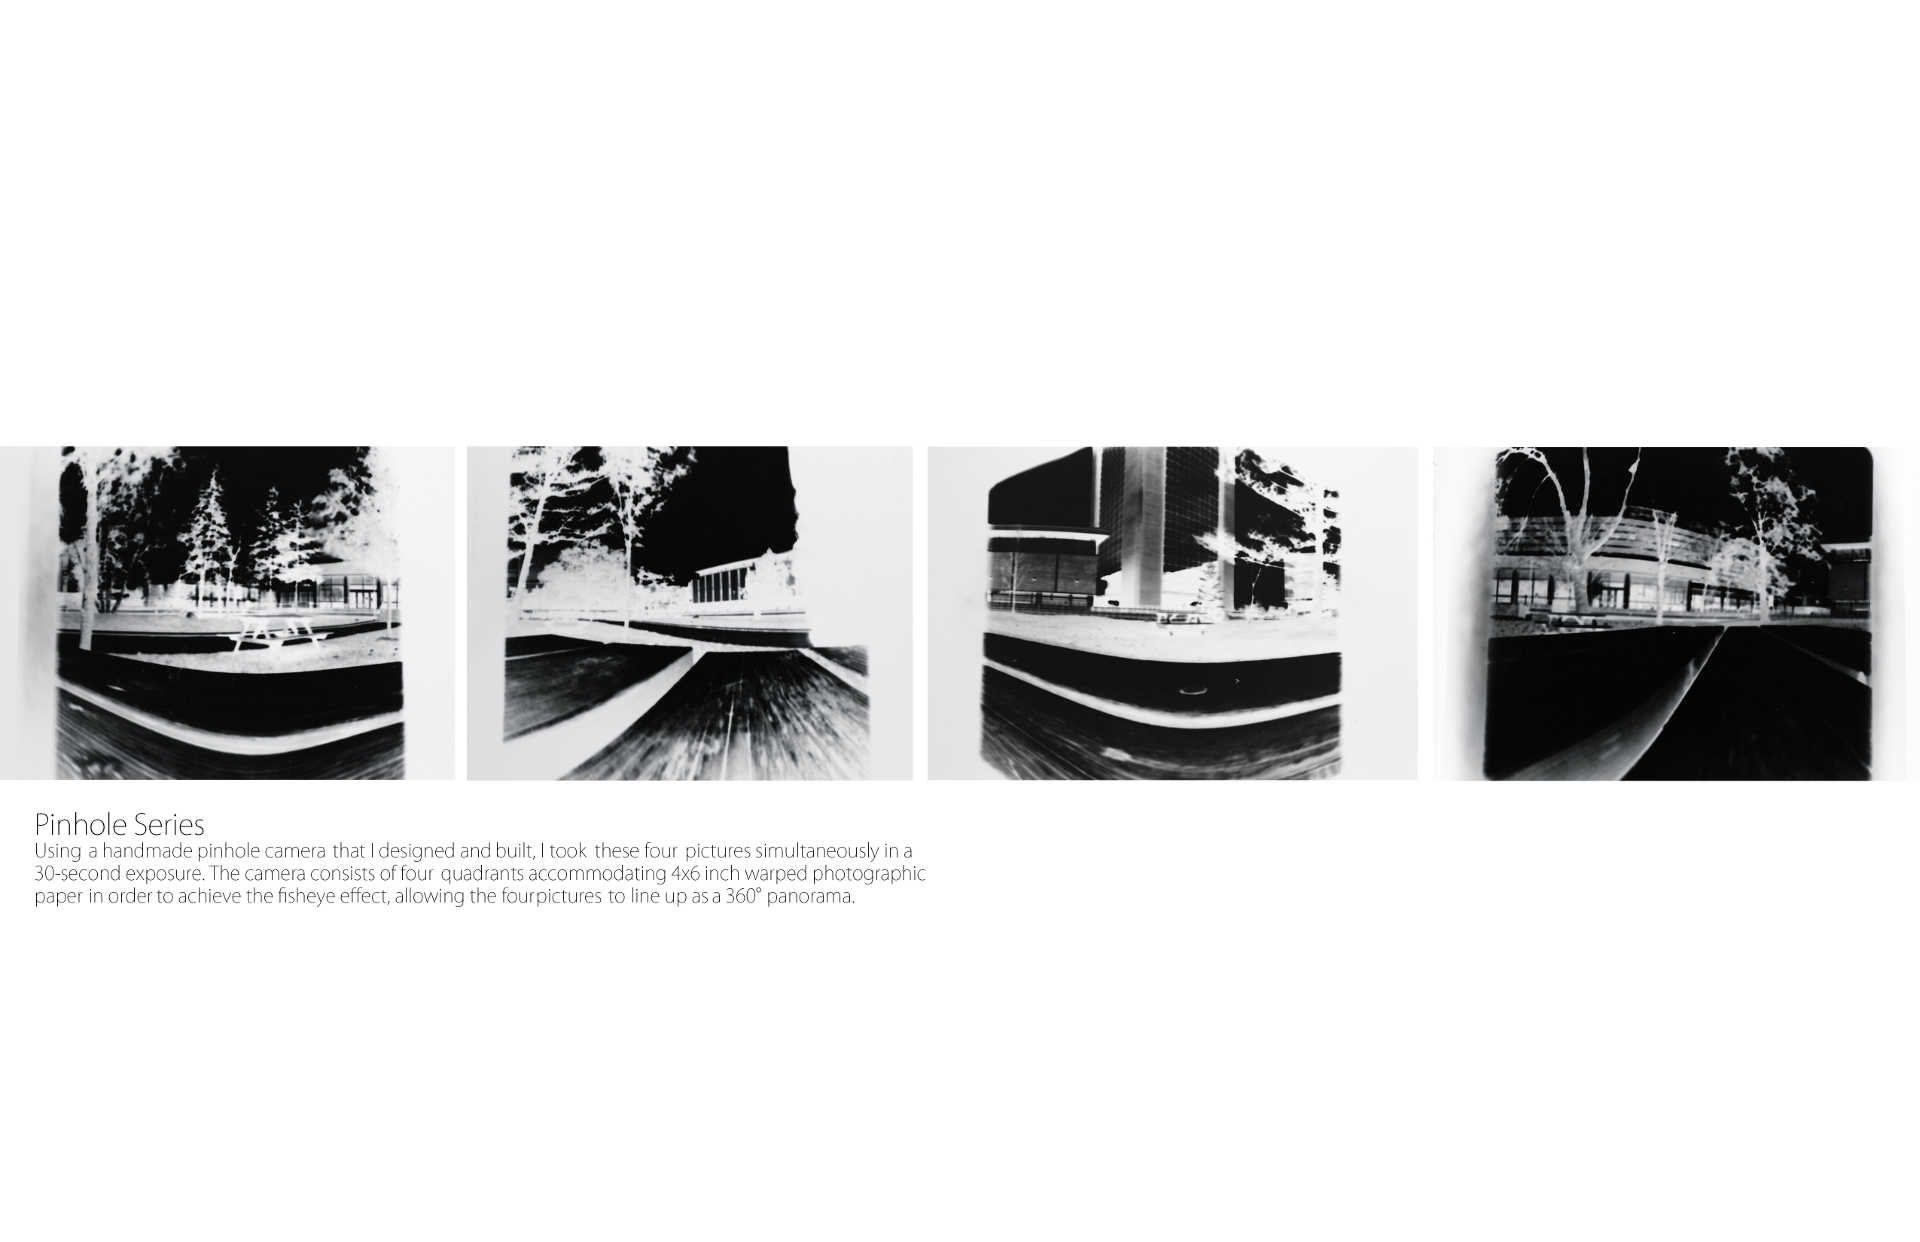 Pinhole Series
Using a handmade pinhole camera that I designed and built, I took these four pictures simultaneously in a
30-second exposure. The camera consists of four quadrants accommodating 4x6 inch warped photographic
paper in order to achieve the fisheye effect, allowing the fourpictures to line up as a 360° panorama.